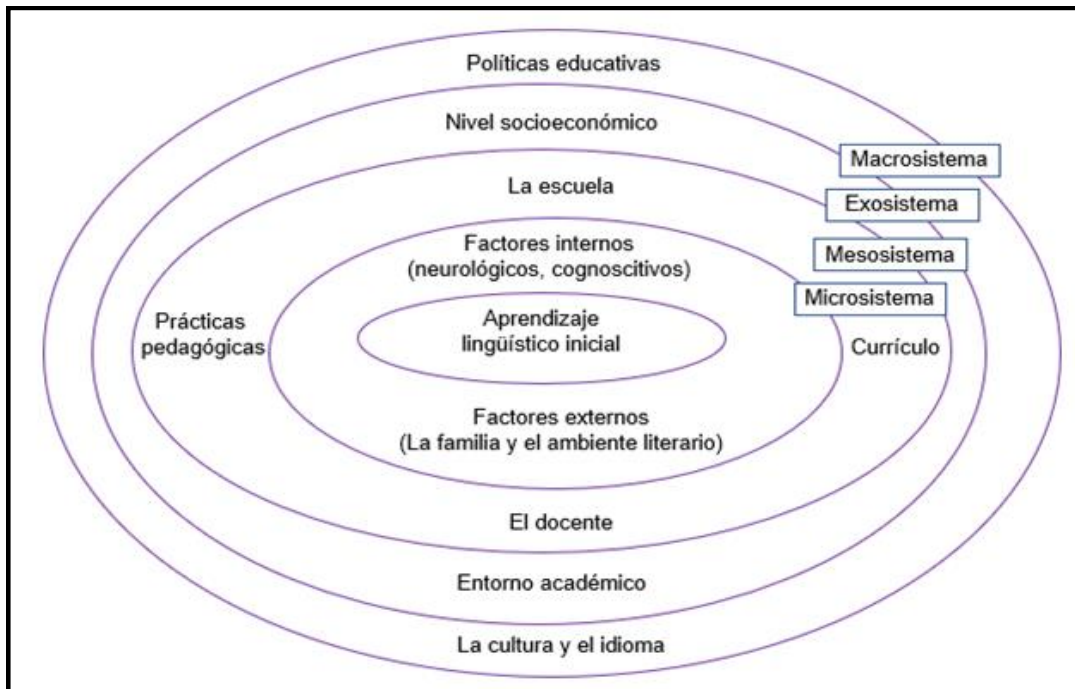 Políticas educativas
Nivel socioeconómico
Macrosistema
La escuela
Exosistema
Factores internos
(neurológicos, cognoscitivos)
Mesosistema
Microsistema
Aprendizaje
lingüístico inicial
Prácticas
pedagógicas
Currículo
Factores externos
(La familia y el ambiente literario)
El docente
Entorno académico
La cultura y el idioma